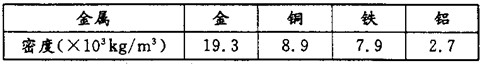 金属 金 铜 铁 铝
密度(×10³kg/m³) 19.3 8.9 7.9 2.7